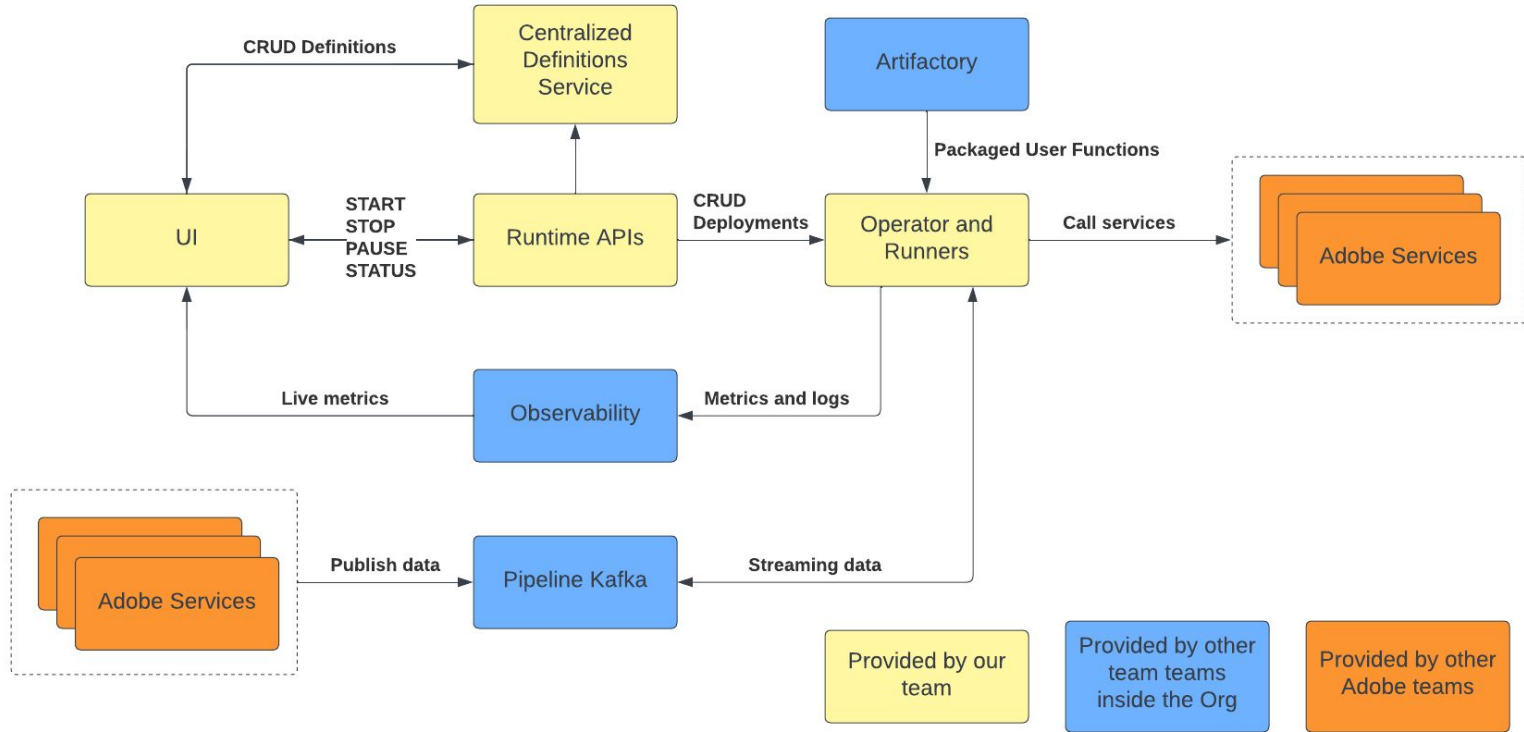 CRUD Definitions
Centralized
Definitions
Service
Artifactory
Packaged User Functions
UI
START
STOP
PAUSE
STATUS
Runtime APIs
CRUD
Deployments
Operator and
Runners
Call services
Adobe Services
Live metrics
Observability
Metrics and logs
Adobe Services
Publish data
Pipeline Kafka
Streaming data
Provided by our
team
Provided by other
team teams
inside the Org
Provided by other
Adobe teams